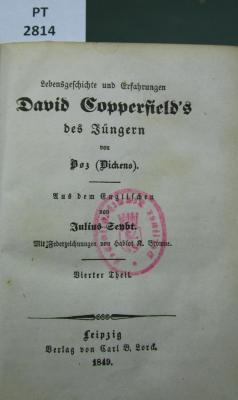 PT
2814
Lebensgeschichte und Erfahrungen
David Copperfield's
des Jüngern
von
Boz (Dickens).
Aus dem Englischen
von
Julius Seybt.
Mit Federzeichnungen von Hablot K. Browne.
Vierter Theil.
Leipzig
Verlag von Carl B. Lorck.
1849.